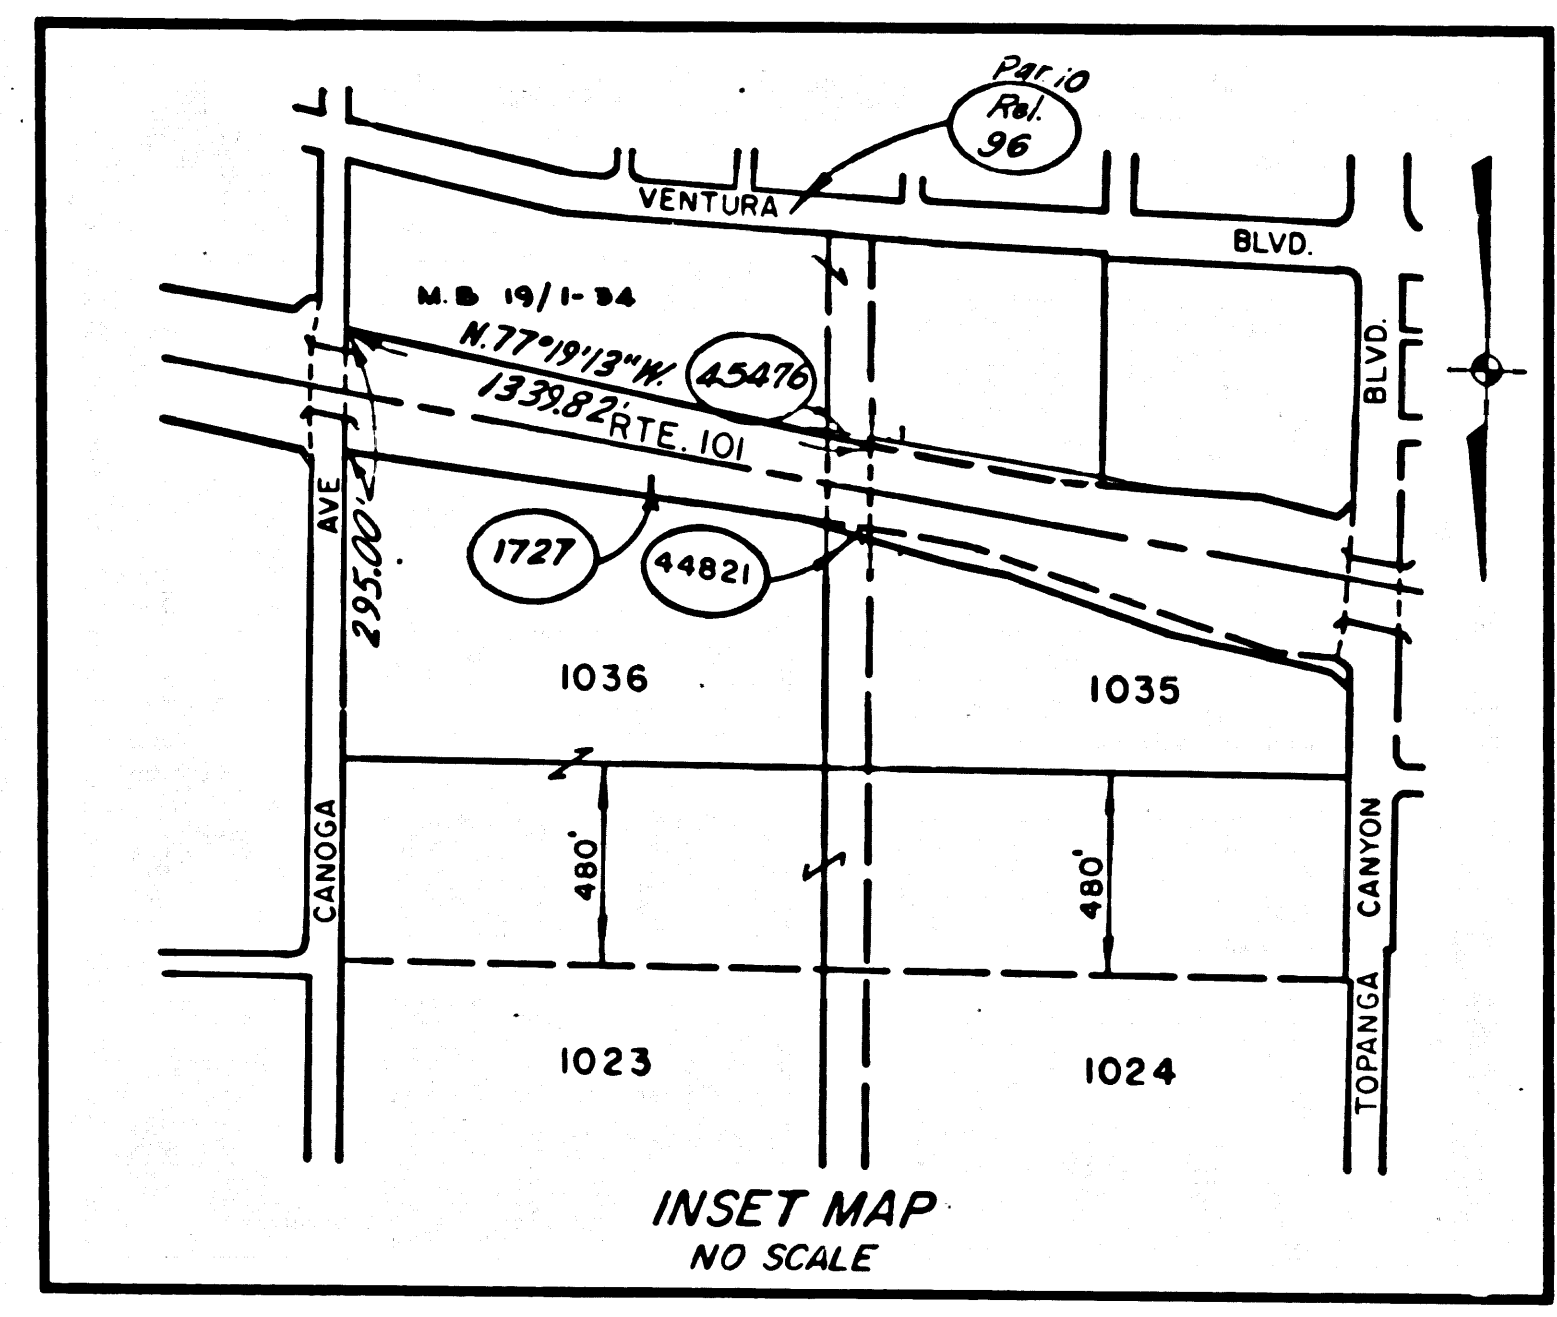 Par. 10
Rel.
96
VENTURA
BLVD.
M.B 19/1-34
N.77°19'13"W.
1339.82'
45476
RTE. 101
BLVD.
AVE
295.00'
1727
44821
1036
1035
480'
480'
CANOGA
CANYON
TOPANGA
1023
1024
INSET MAP
NO SCALE